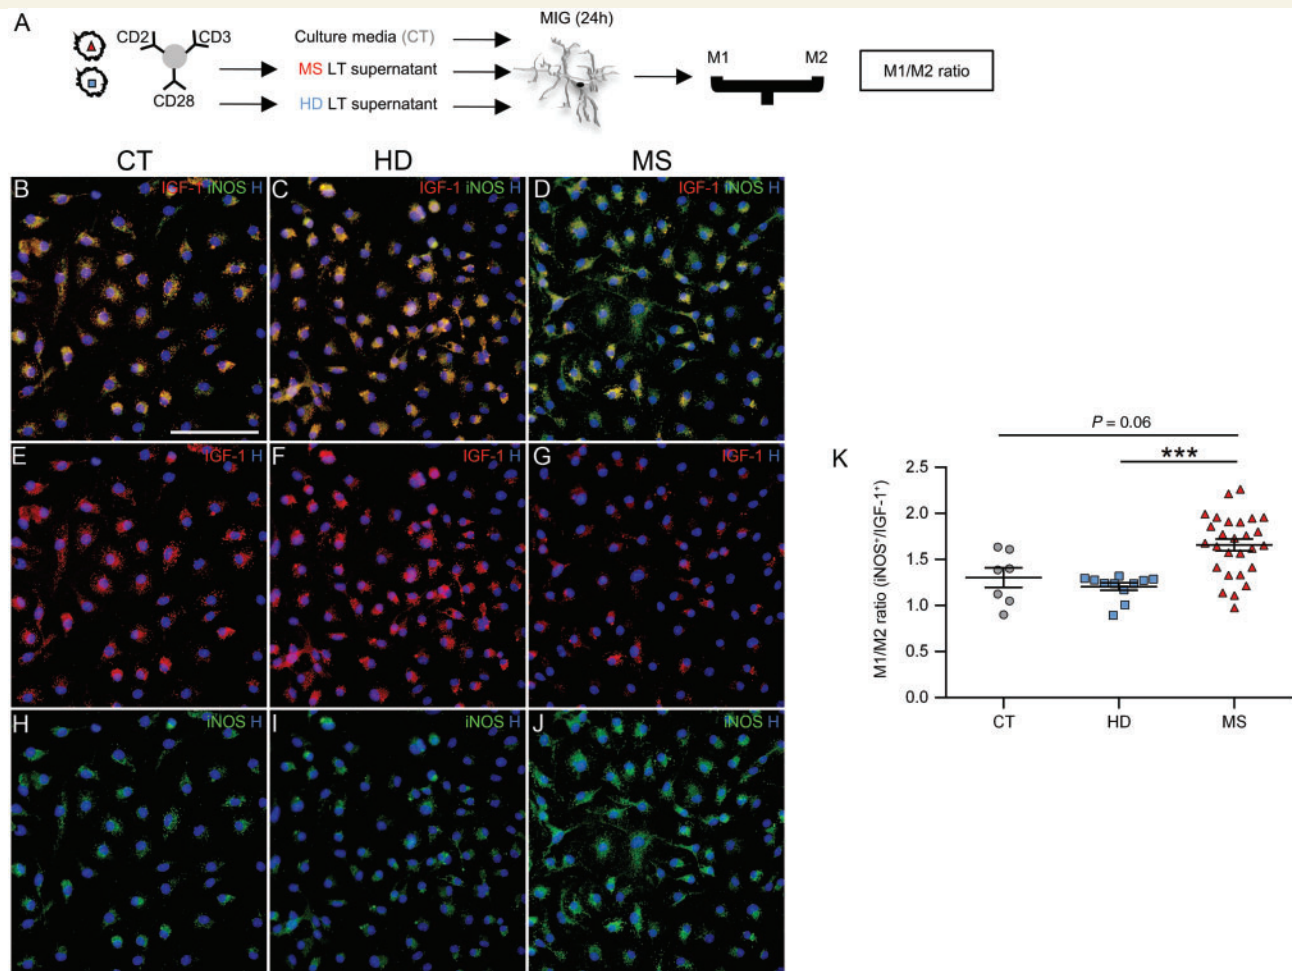 A
CD2
CD3
CD28
Culture media (CT)
MS LT supernatant
HD LT supernatant
MIG (24h)
M1
M2
M1/M2 ratio
CT
HD
MS
B
IGF-1 iNOS H
C
IGF-1 iNOS H
D
IGF-1 iNOS H
E
IGF-1 H
F
IGF-1 H
G
IGF-1 H
H
iNOS H
I
iNOS H
J
iNOS H
K
P = 0.06
***
M1/M2 ratio (iNOS⁺/IGF-1⁺)
2.5
2.0
1.5
1.0
0.5
0.0
CT
HD
MS